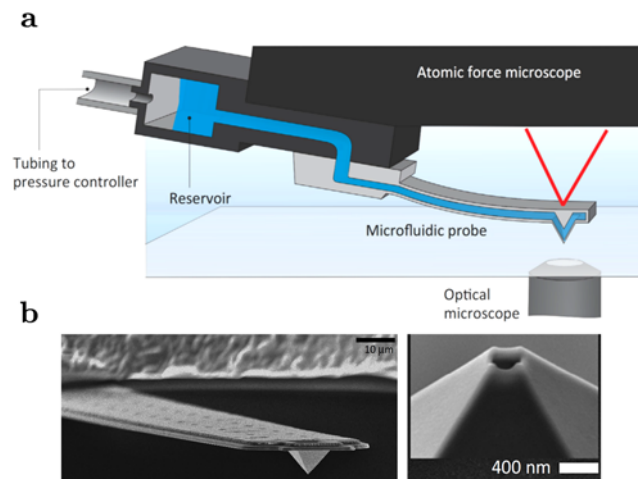 a
Atomic force microscope
Tubing to
pressure controller
Reservoir
Microfluidic probe
Optical
microscope
b
10 µm
400 nm